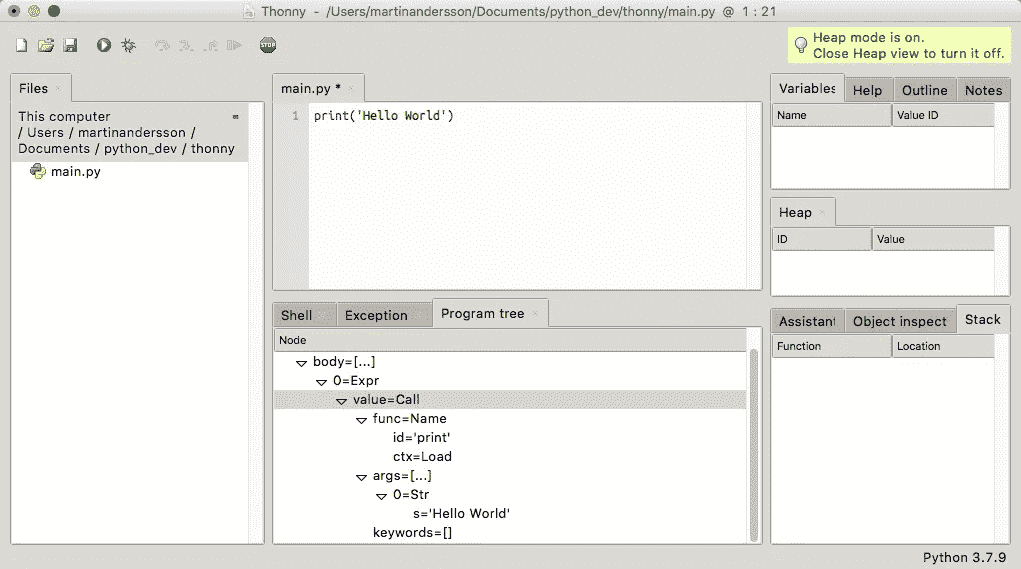 Thonny - /Users/martinandersson/Documents/python_dev/thonny/main.py @ 1 : 21
STOP
Heap mode is on.
Close Heap view to turn it off.
Files
This computer
/ Users / martinandersson /
Documents / python_dev / thonny
main.py
main.py *
1 print('Hello World')
Shell
Exception
Program tree
Node
body=[...]
0=Expr
value=Call
func=Name
id='print'
ctx=Load
args=[...]
0=Str
s='Hello World'
keywords=[]
Variables
Help
Outline
Notes
Name
Value ID
Heap
ID
Value
Assistant
Object inspect
Stack
Function
Location
Python 3.7.9